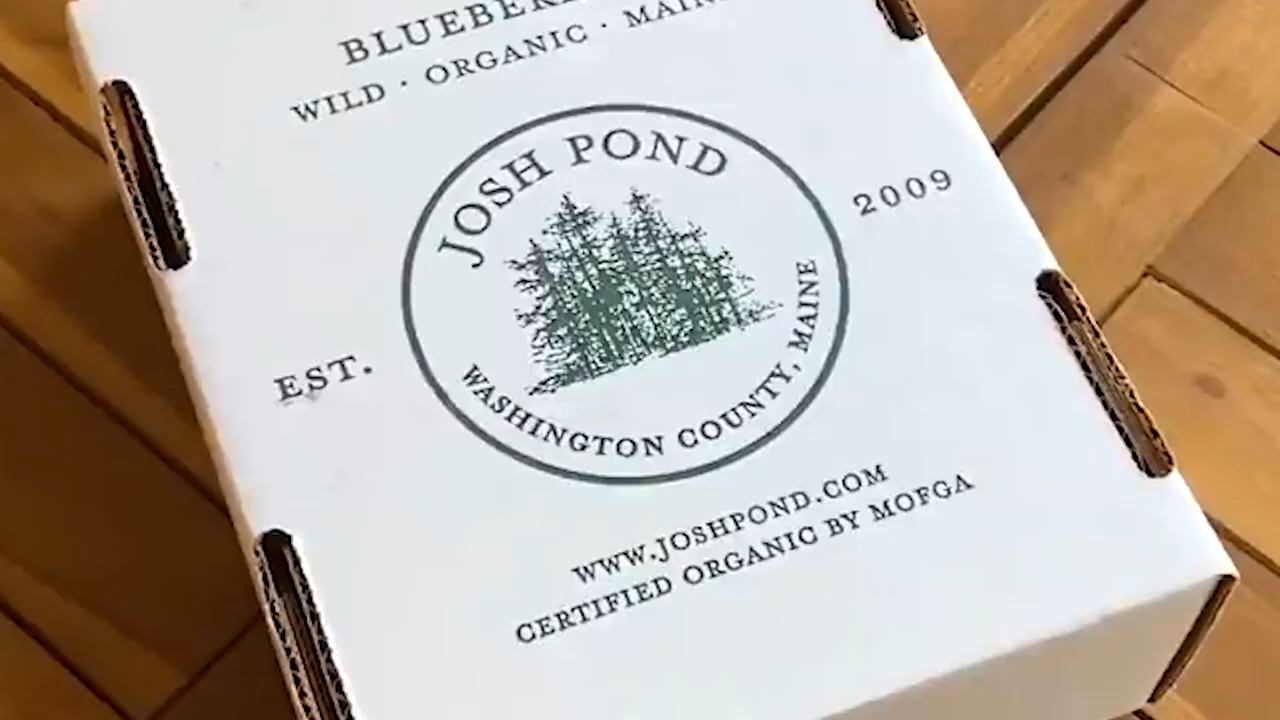 WILD · ORGANIC ·
JOSH POND
EST.
2009
WASHINGTON COUNTY, MAINE
WWW.JOSHPOND.COM
CERTIFIED ORGANIC BY MOFGA